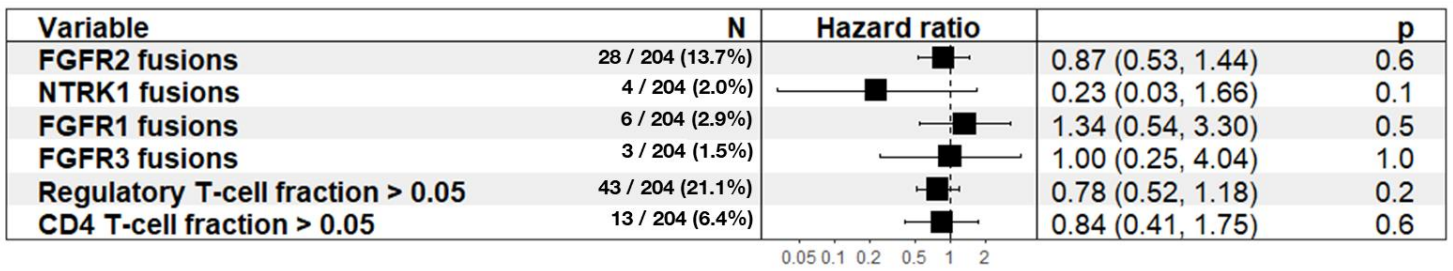 Variable N Hazard ratio p
FGFR2 fusions 28 / 204 (13.7%) 0.87 (0.53, 1.44) 0.6
NTRK1 fusions 4 / 204 (2.0%) 0.23 (0.03, 1.66) 0.1
FGFR1 fusions 6 / 204 (2.9%) 1.34 (0.54, 3.30) 0.5
FGFR3 fusions 3 / 204 (1.5%) 1.00 (0.25, 4.04) 1.0
Regulatory T-cell fraction > 0.05 43 / 204 (21.1%) 0.78 (0.52, 1.18) 0.2
CD4 T-cell fraction > 0.05 13 / 204 (6.4%) 0.84 (0.41, 1.75) 0.6
0.05 0.1 0.2 0.5 1 2